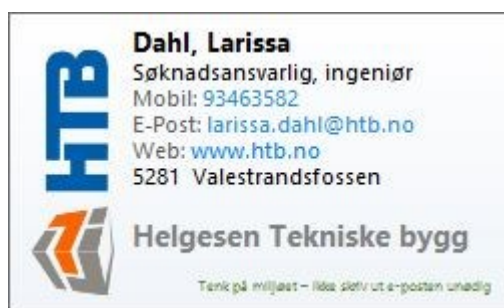 HTB
Dahl, Larissa
Søknadsansvarlig, ingeniør
Mobil: 93463582
E-Post: larissa.dahl@htb.no
Web: www.htb.no
5281 Valestrandsfossen
Helgesen Tekniske bygg
Tenk på miljøet – ikke skriv ut e-posten unødig